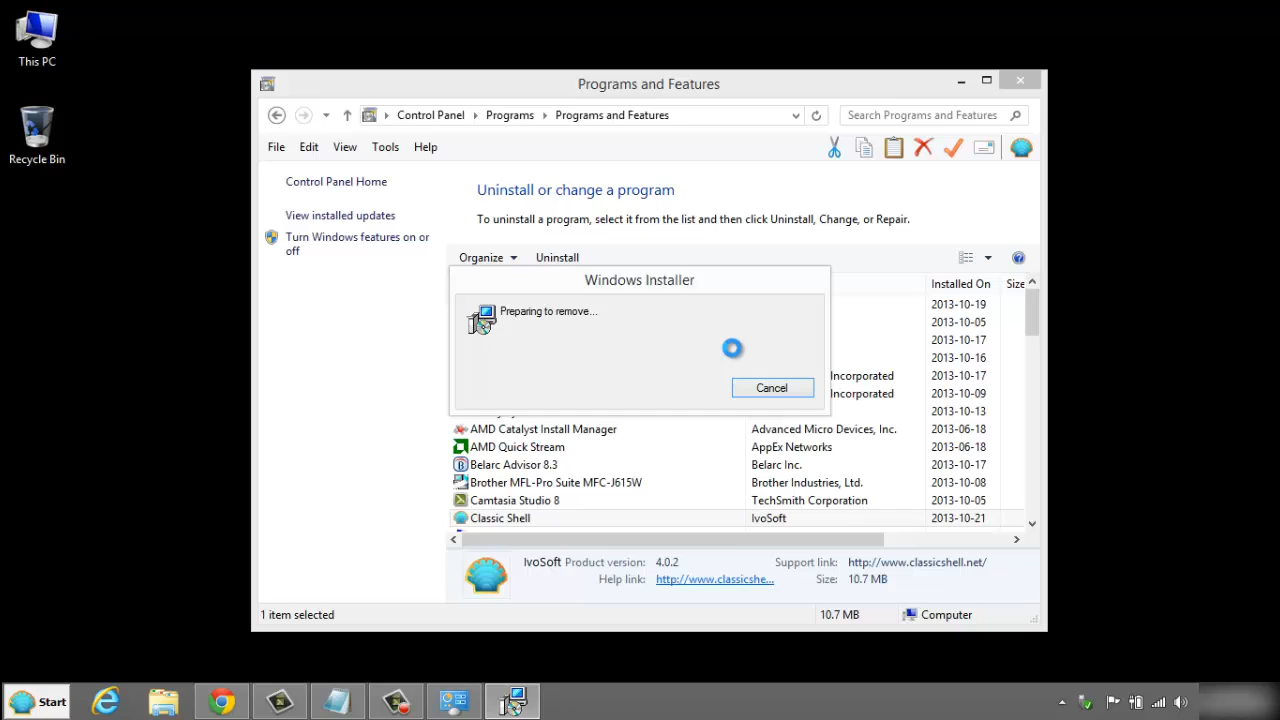 This PC
Recycle Bin
Programs and Features
Control Panel Programs Programs and Features
Search Programs and Features
File Edit View Tools Help
Control Panel Home
View installed updates
Turn Windows features on or off
Uninstall or change a program
To uninstall a program, select it from the list and then click Uninstall, Change, or Repair.
Organize Uninstall
Windows Installer
Preparing to remove...
Cancel
Installed On Size
2013-10-19
2013-10-05
2013-10-17
2013-10-16
Incorporated 2013-10-17
Incorporated 2013-10-09
2013-10-13
AMD Catalyst Install Manager Advanced Micro Devices, Inc. 2013-06-18
AMD Quick Stream AppEx Networks 2013-06-18
Belarc Advisor 8.3 Belarc Inc. 2013-10-17
Brother MFL-Pro Suite MFC-J615W Brother Industries, Ltd. 2013-10-08
Camtasia Studio 8 TechSmith Corporation 2013-10-05
Classic Shell IvoSoft 2013-10-21
IvoSoft Product version: 4.0.2 Support link: http://www.classicshell.net/
Help link: http://www.classicshe... Size: 10.7 MB
1 item selected 10.7 MB Computer
Start